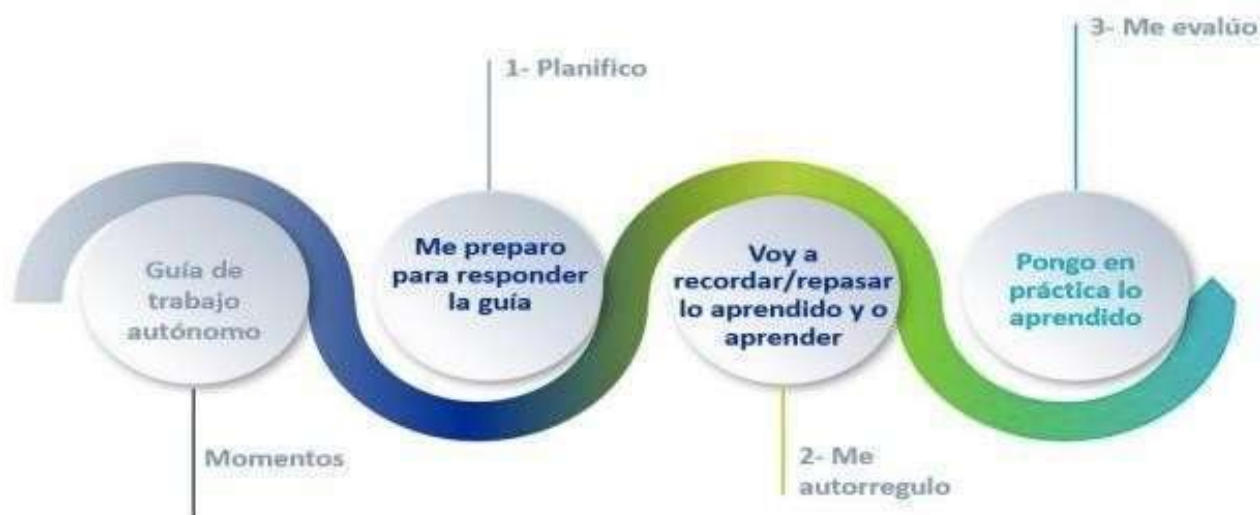 Guía de
trabajo
autónomo
Momentos
1- Planifico
Me preparo
para responder
la guía
Voy a
recordar/repasar
lo aprendido y o
aprender
2- Me
autorregulo
3- Me evalúo
Pongo en
práctica lo
aprendido